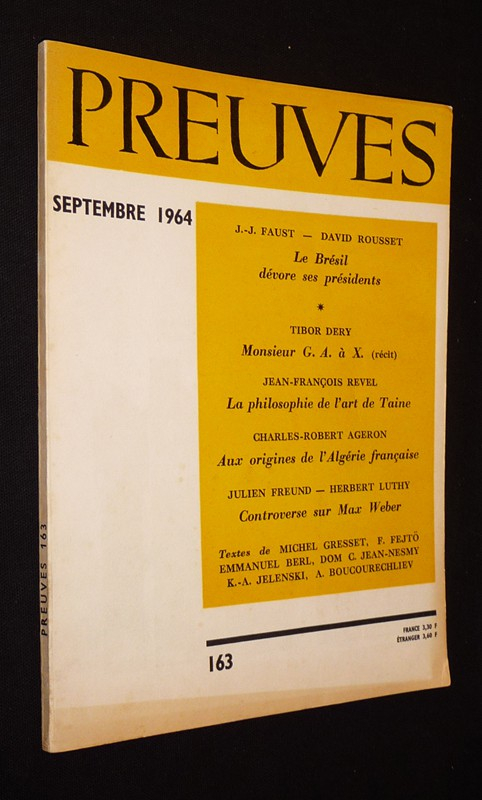 PREUVES
SEPTEMBRE 1964
J.-J. FAUST — DAVID ROUSSET
Le Brésil
dévore ses présidents
*
TIBOR DERY
Monsieur G. A. à X. (récit)
JEAN-FRANÇOIS REVEL
La philosophie de l'art de Taine
CHARLES-ROBERT AGERON
Aux origines de l'Algérie française
JULIEN FREUND — HERBERT LUTHY
Controverse sur Max Weber
Textes de MICHEL GRESSET, F. FEJTÖ
EMMANUEL BERL, DOM C. JEAN-NESMY
K.-A. JELENSKI, A. BOUCOURECHLIEV
163
FRANCE 3,30 F
ÉTRANGER 3,60 F
PREUVES 163